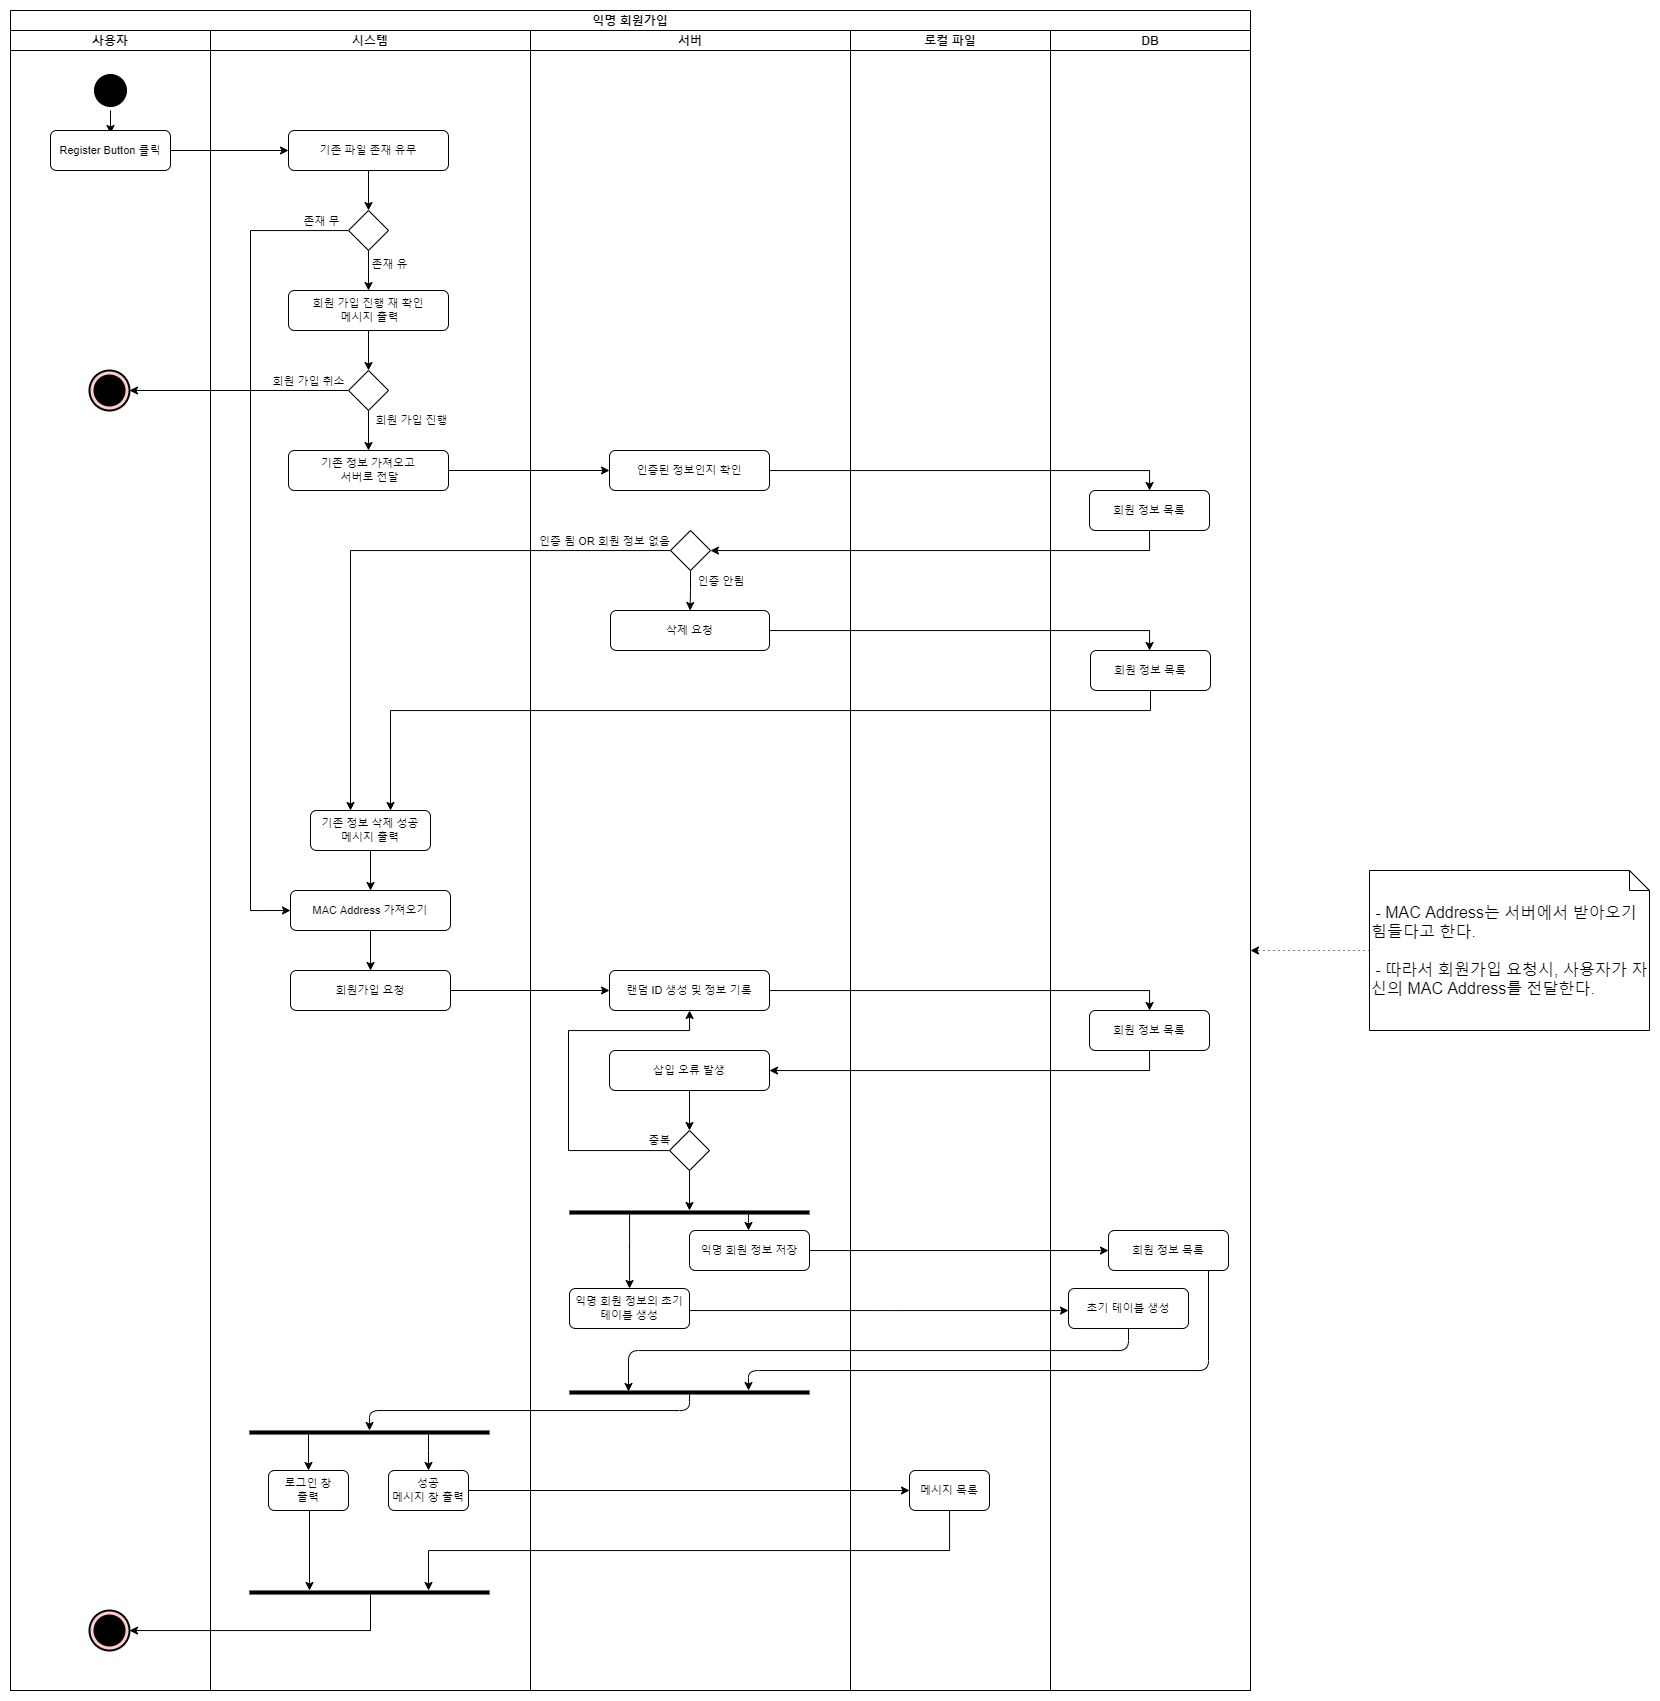 익명 회원가입
사용자
시스템
서버
로컬 파일
DB
Register Button 클릭
기존 파일 존재 유무
존재 무
존재 유
회원 가입 진행 재 확인
메시지 출력
회원 가입 취소
회원 가입 진행
기존 정보 가져오고
서버로 전달
인증된 정보인지 확인
회원 정보 목록
인증 됨 OR 회원 정보 없음
인증 안됨
삭제 요청
회원 정보 목록
기존 정보 삭제 성공
메시지 출력
MAC Address 가져오기
- MAC Address는 서버에서 받아오기
힘들다고 한다.
- 따라서 회원가입 요청시, 사용자가 자
신의 MAC Address를 전달한다.
회원가입 요청
랜덤 ID 생성 및 정보 기록
회원 정보 목록
삽입 오류 발생
중복
익명 회원 정보 저장
회원 정보 목록
익명 회원 정보의 초기
테이블 생성
초기 테이블 생성
로그인 창
출력
성공
메시지 창 출력
메시지 목록